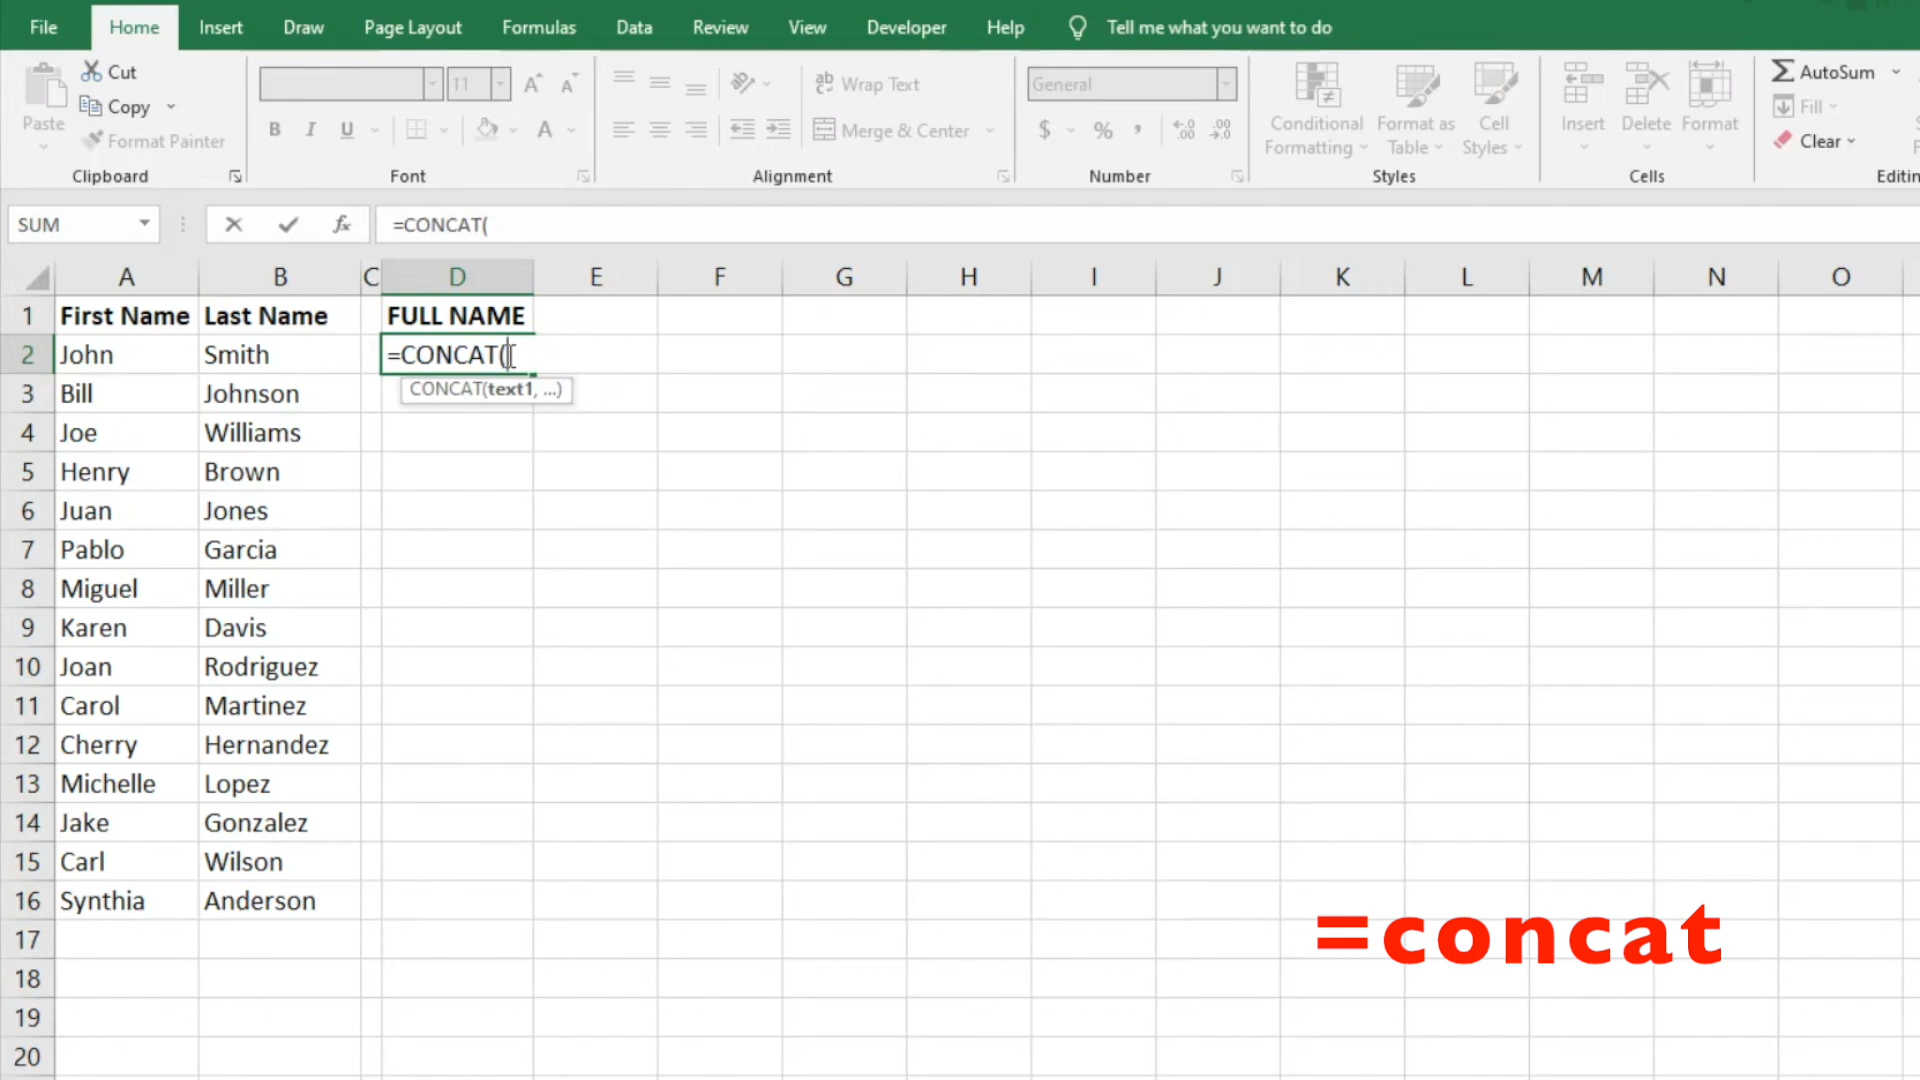 File Home Insert Draw Page Layout Formulas Data Review View Developer Help Tell me what you want to do
Cut
Copy
Paste
Format Painter
Clipboard
11
B I U
A
Font
ab Wrap Text
Merge & Center
Alignment
General
$ % ,
Number
Conditional Formatting
Format as Table
Cell Styles
Styles
Insert Delete Format
Cells
AutoSum
Fill
Clear
Editin
SUM fx =CONCAT(
A B C D E F G H I J K L M N O
1 First Name Last Name FULL NAME
2 John Smith =CONCAT(
CONCAT(text1, ...)
3 Bill Johnson
4 Joe Williams
5 Henry Brown
6 Juan Jones
7 Pablo Garcia
8 Miguel Miller
9 Karen Davis
10 Joan Rodriguez
11 Carol Martinez
12 Cherry Hernandez
13 Michelle Lopez
14 Jake Gonzalez
15 Carl Wilson
16 Synthia Anderson
=concat
17
18
19
20